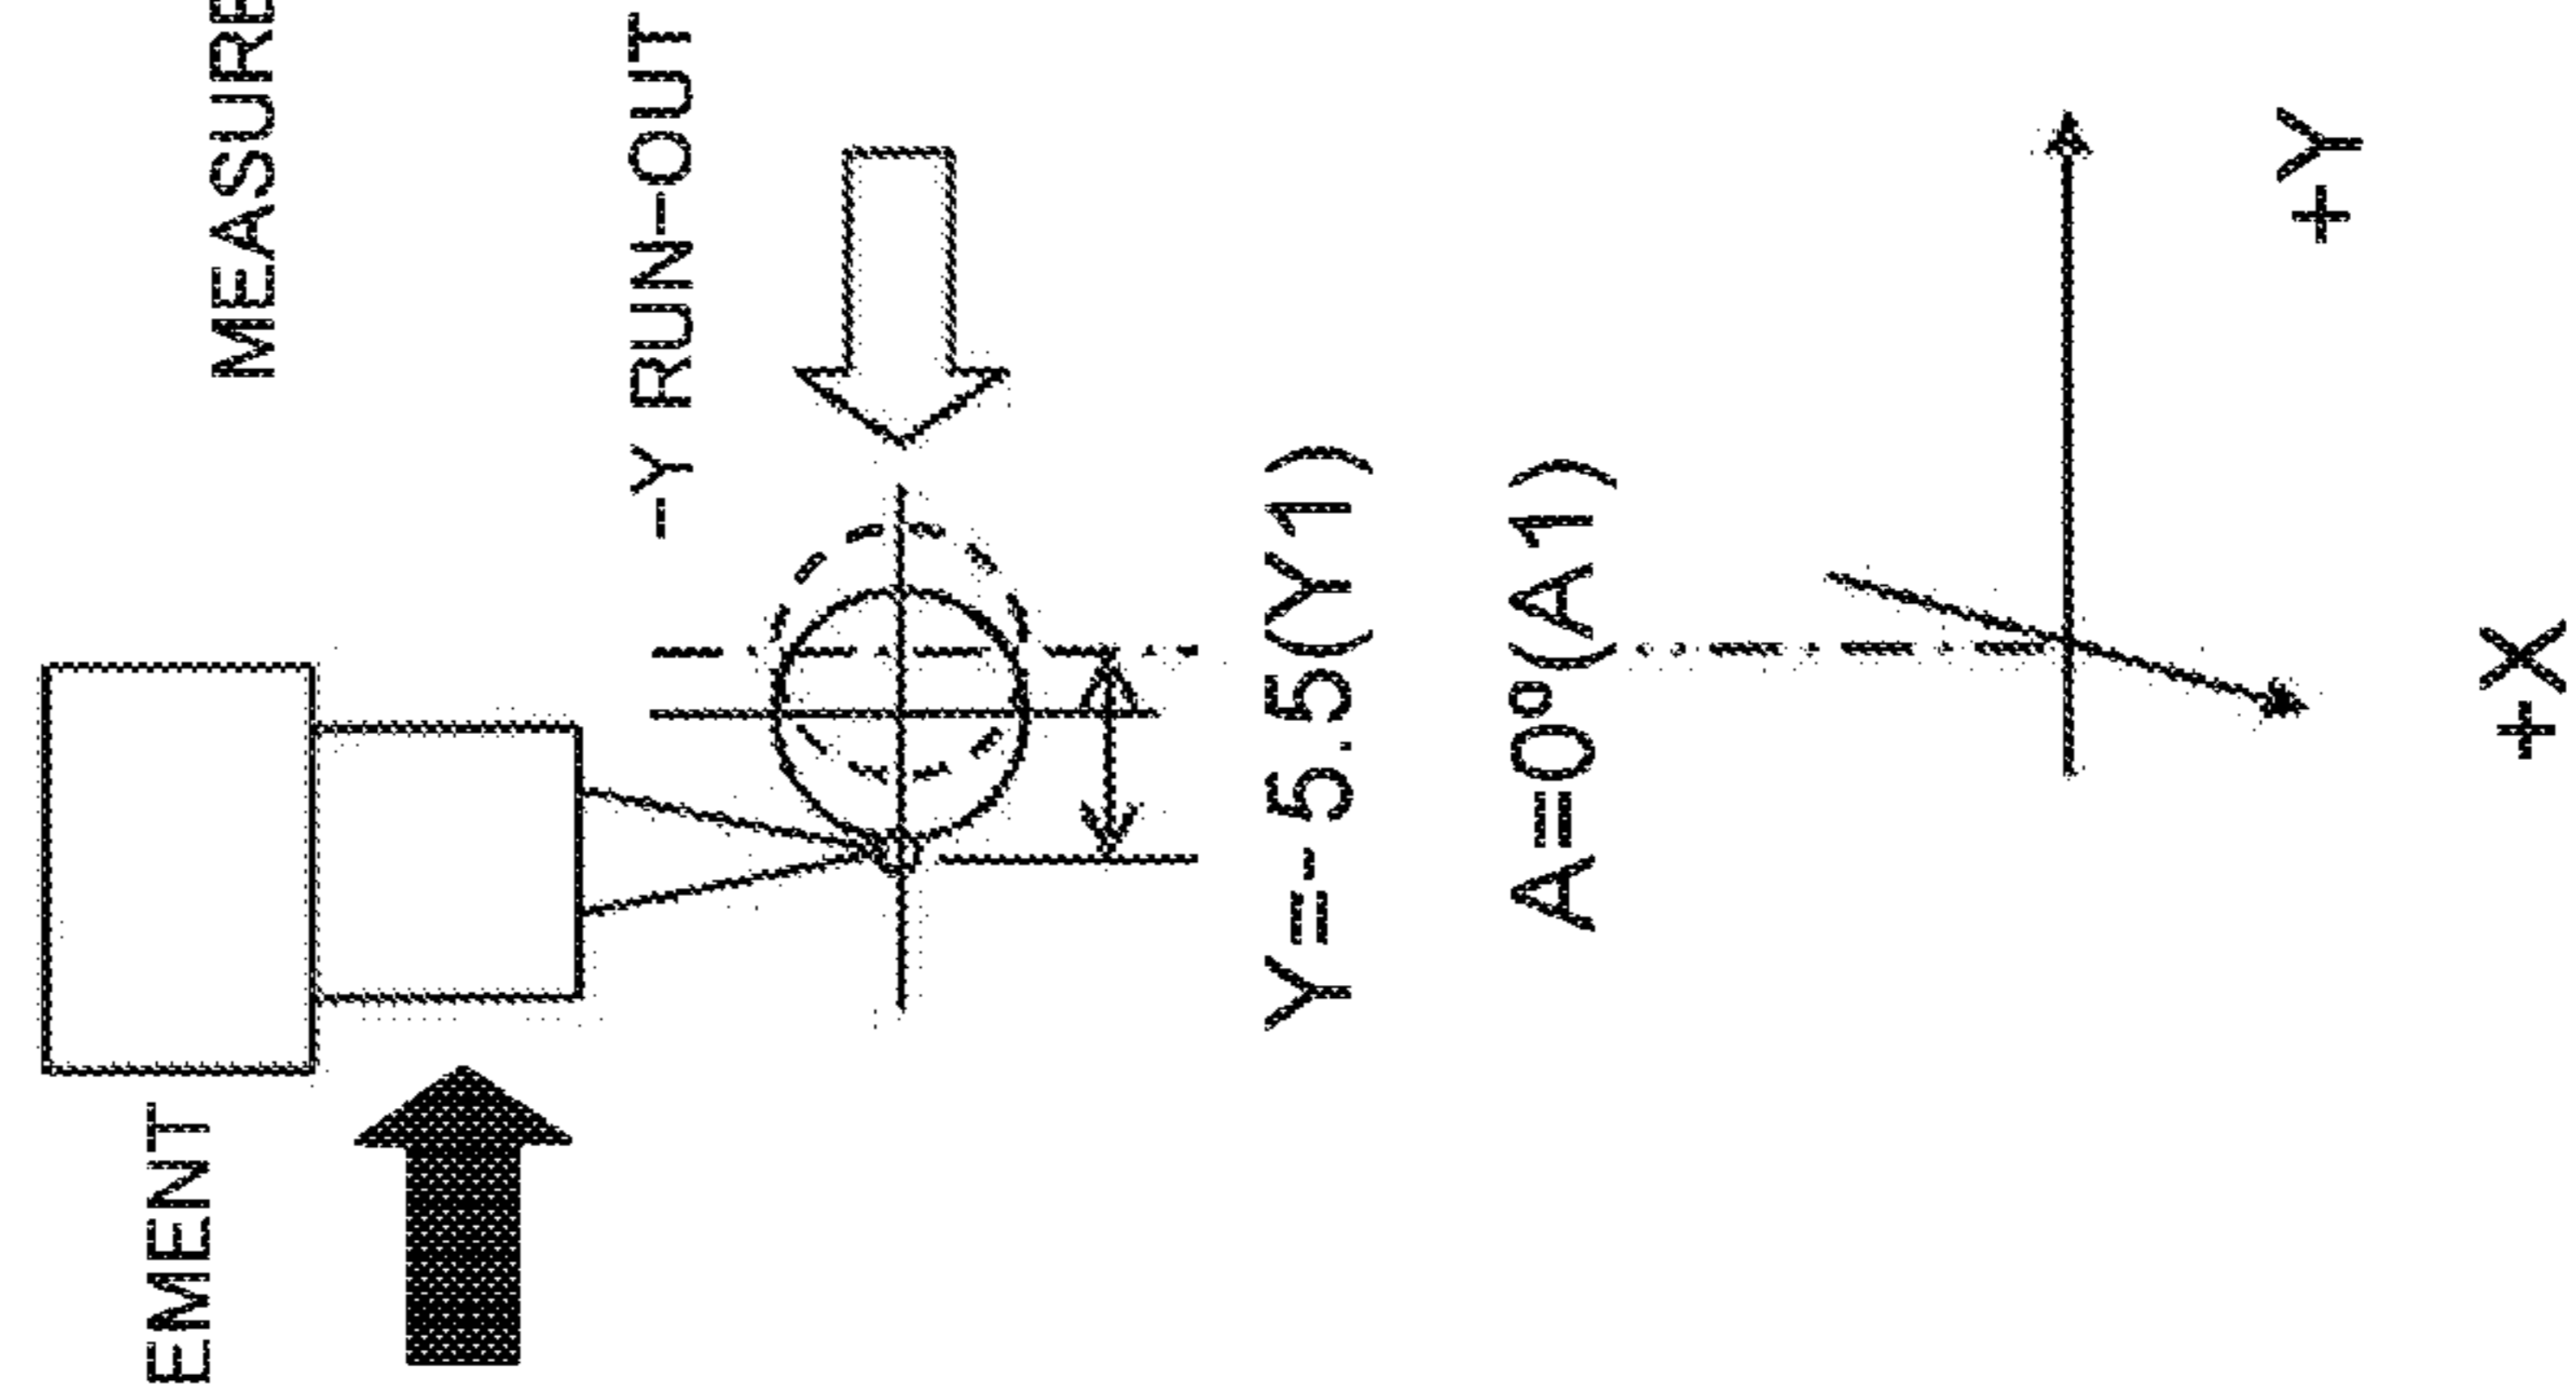 EMENT
MEASURE
-Y RUN-OUT
Y=-5.5(Y1)
A=0°(A1)
+Y
+X